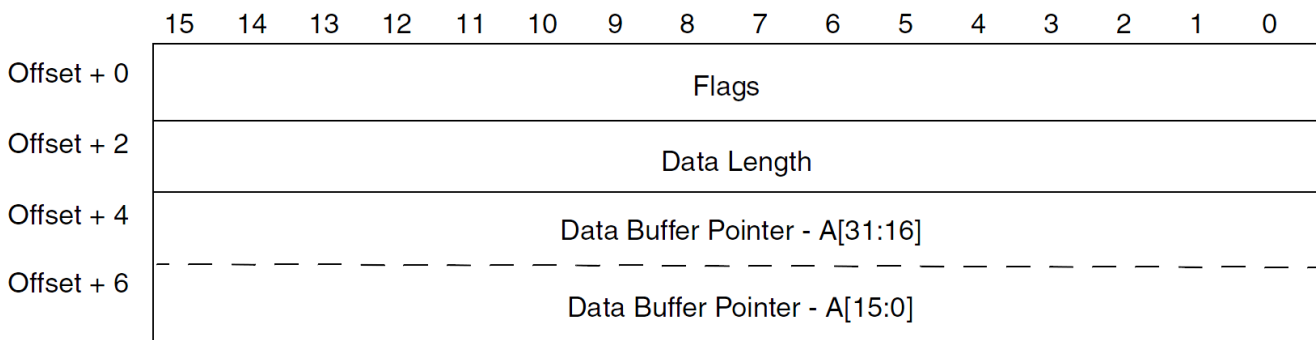 15 14 13 12 11 10 9 8 7 6 5 4 3 2 1 0
Offset + 0
Flags
Offset + 2
Data Length
Offset + 4
Data Buffer Pointer - A[31:16]
Offset + 6
Data Buffer Pointer - A[15:0]